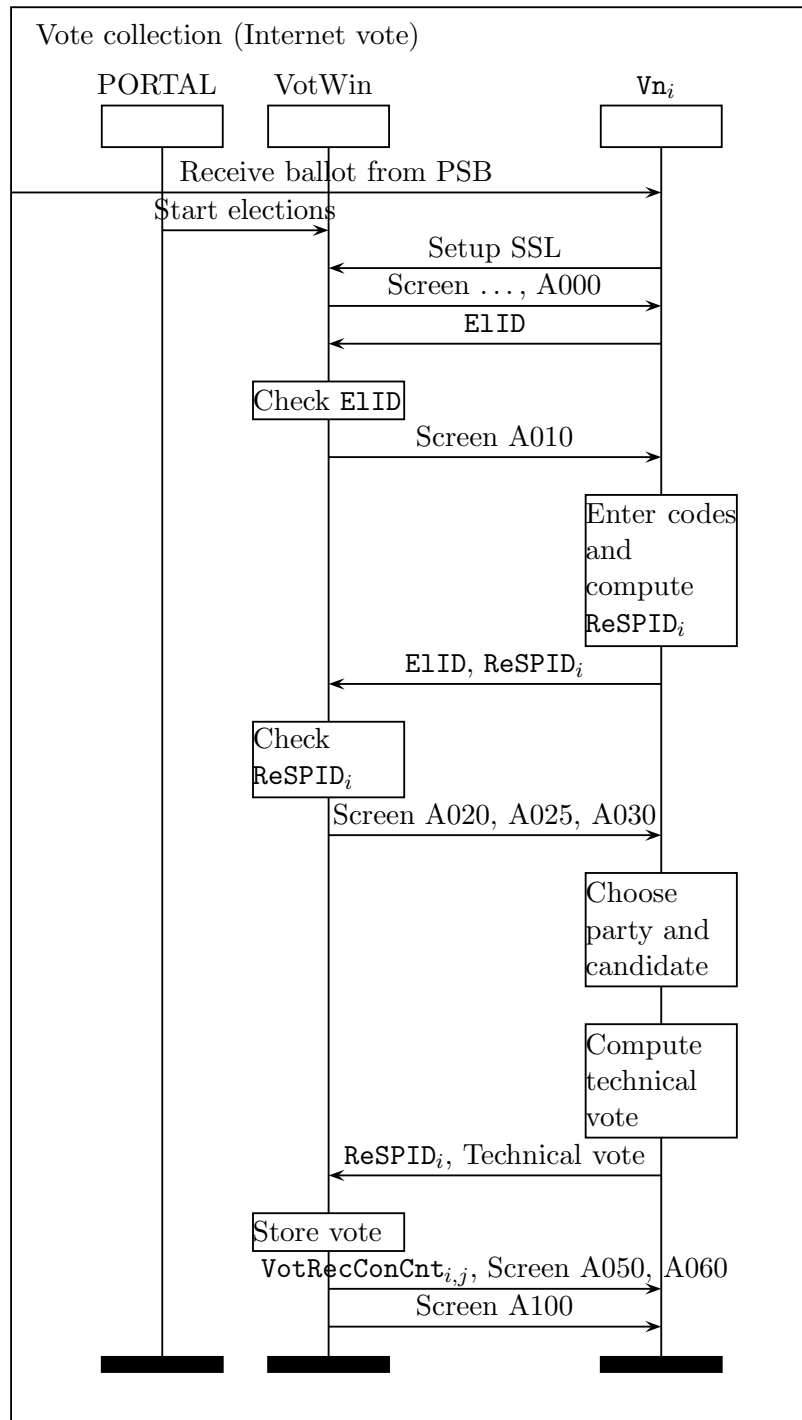 Vote collection (Internet vote)
PORTAL
VotWin
Vn_i
Receive ballot from PSB
Start elections
Setup SSL
Screen ..., A000
ElID
Check ElID
Screen A010
Enter codes
and
compute
ReSPID_i
ElID, ReSPID_i
Check
ReSPID_i
Screen A020, A025, A030
Choose
party and
candidate
Compute
technical
vote
ReSPID_i, Technical vote
Store vote
VotRecConCnt_{i,j}, Screen A050, A060
Screen A100